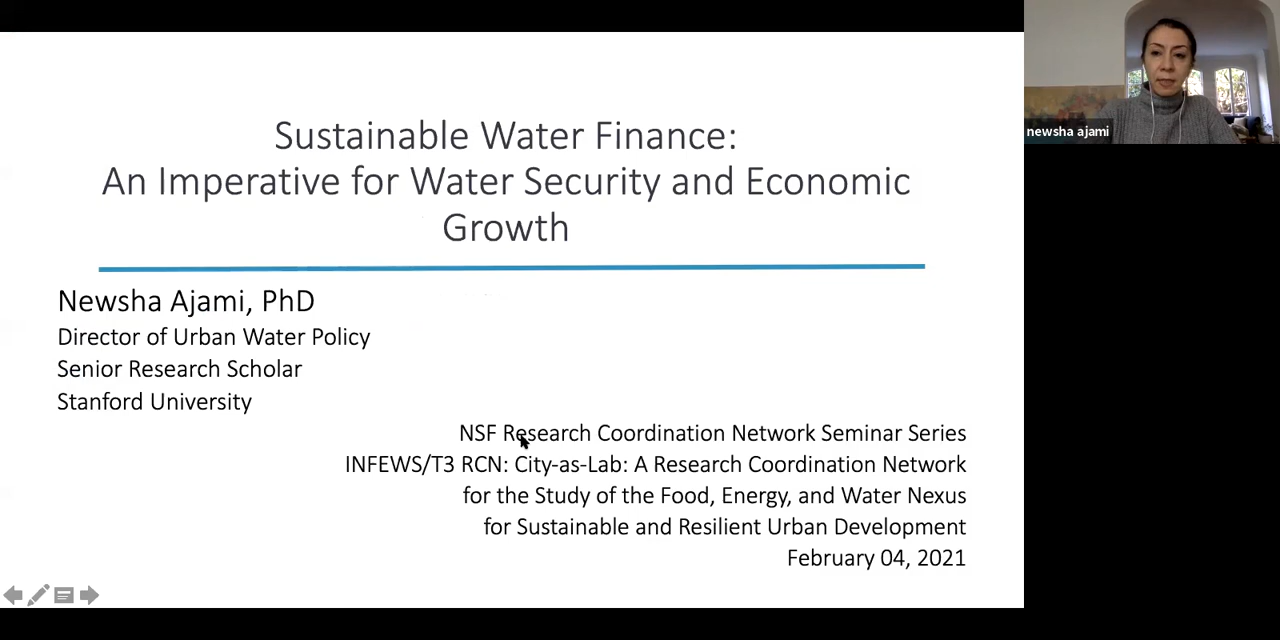 Sustainable Water Finance:
An Imperative for Water Security and Economic
Growth
Newsha Ajami, PhD
Director of Urban Water Policy
Senior Research Scholar
Stanford University
NSF Research Coordination Network Seminar Series
INFEWS/T3 RCN: City-as-Lab: A Research Coordination Network
for the Study of the Food, Energy, and Water Nexus
for Sustainable and Resilient Urban Development
February 04, 2021
newsha ajami